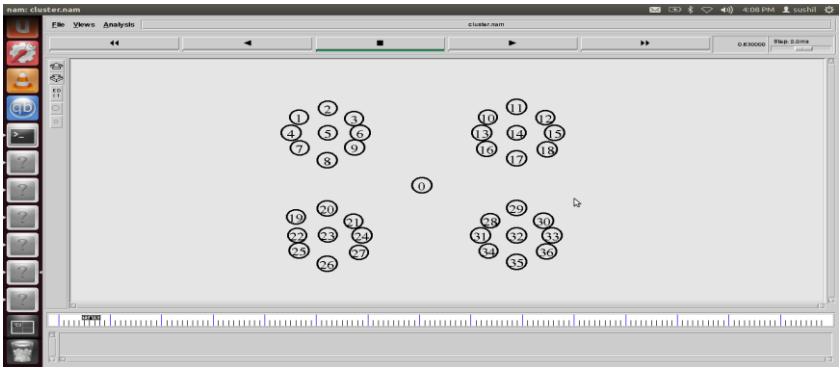 nam: cluster.nam 4:08 PM sushil
File Views Analysis cluster.nam
0.630000 Step: 2.0ms
2 11
1 3 10 12
4 5 6 13 14 15
7 9 16 18
8 17
0
20 29
19 21 28 30
22 23 24 31 32 33
25 27 34 36
26 35